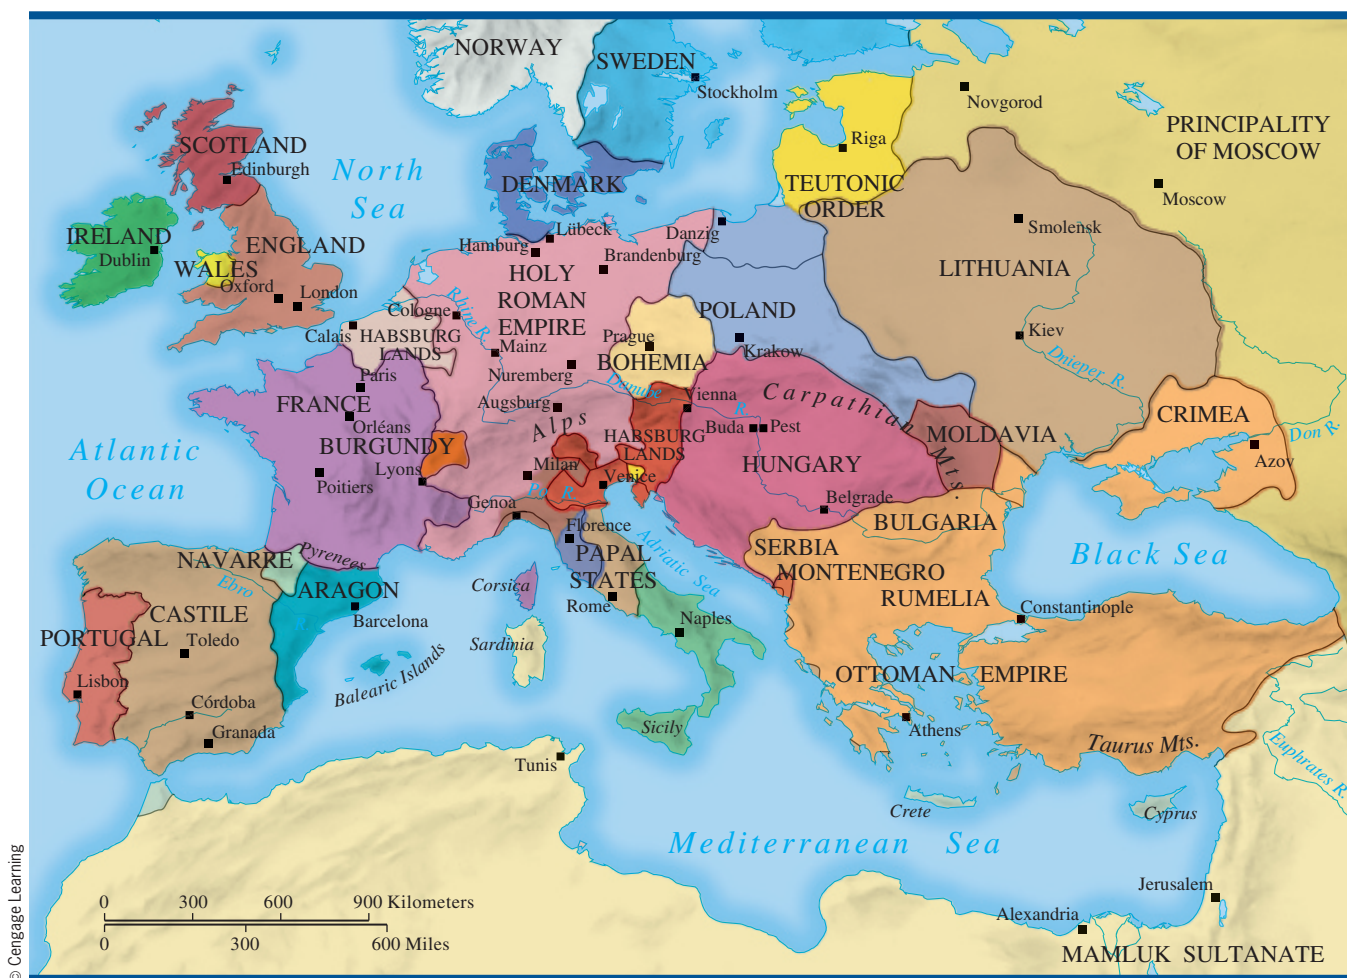 NORWAY
SWEDEN
Stockholm
Novgorod
PRINCIPALITY
OF MOSCOW
Moscow
SCOTLAND
Edinburgh
North
Sea
DENMARK
Riga
TEUTONIC
ORDER
IRELAND
Dublin
ENGLAND
WALES
Oxford
London
Hamburg
Lübeck
Danzig
Brandenburg
Smolensk
LITHUANIA
HOLY
ROMAN
EMPIRE
Rhine R.
Cologne
Calais
HABSBURG
LANDS
Mainz
Prague
BOHEMIA
POLAND
Krakow
Kiev
Dnieper R.
Paris
FRANCE
Orléans
BURGUNDY
Nuremberg
Augsburg
Danube
R.
Vienna
Carpathian
Mts.
CRIMEA
Don R.
Azov
Atlantic
Ocean
Alps
HABSBURG
LANDS
Buda
Pest
MOLDAVIA
HUNGARY
Lyons
Poitiers
Milan
Po R.
Venice
Genoa
Belgrade
BULGARIA
Florence
Adriatic Sea
SERBIA
MONTENEGRO
RUMELIA
Black Sea
NAVARRE
Pyrenees
Ebro
ARAGON
Barcelona
Corsica
PAPAL
STATES
Rome
Constantinople
CASTILE
PORTUGAL
Toledo
Lisbon
Sardinia
Naples
Balearic Islands
OTTOMAN EMPIRE
Córdoba
Granada
Sicily
Athens
Taurus Mts.
Euphrates R.
Tunis
Crete
Cyprus
Mediterranean Sea
Jerusalem
Alexandria
MAMLUK SULTANATE
0 300 600 900 Kilometers
0 300 600 Miles
© Cengage Learning